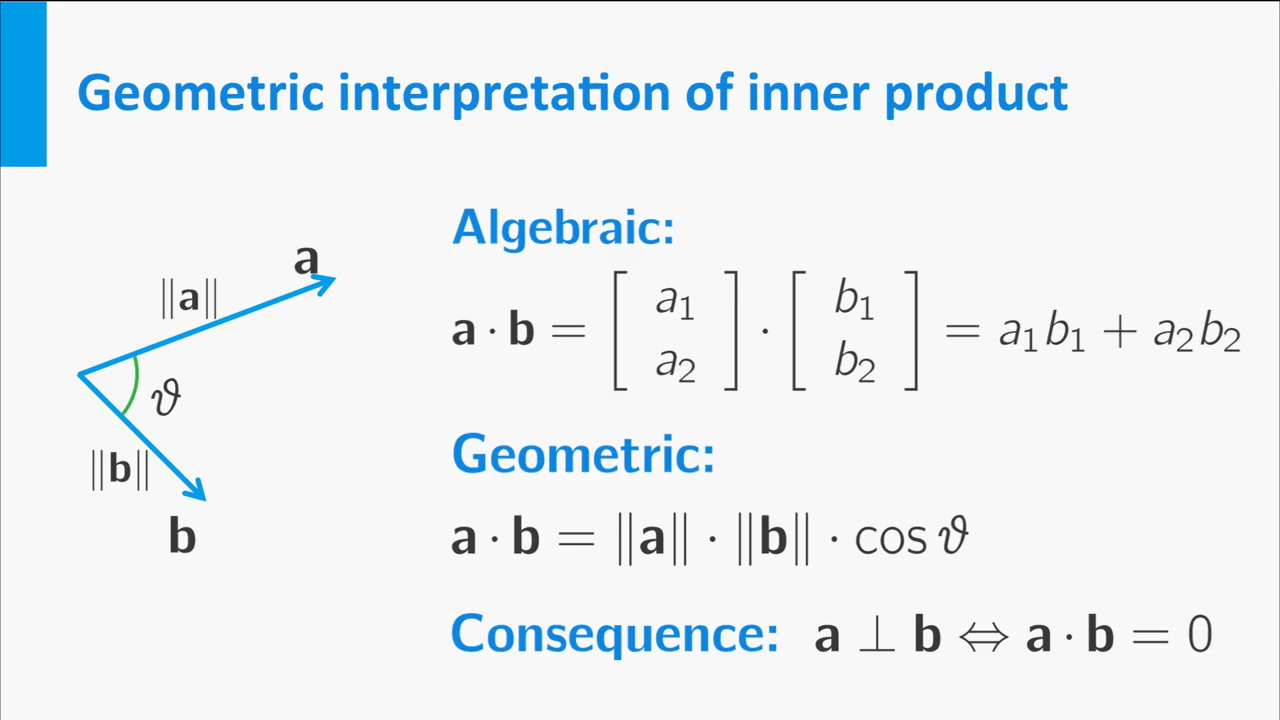 Geometric interpretation of inner product
a
‖a‖
ϑ
‖b‖
b
Algebraic:
a · b = [ a₁ a₂ ] · [ b₁ b₂ ] = a₁b₁ + a₂b₂
Geometric:
a · b = ‖a‖ · ‖b‖ · cos ϑ
Consequence: a ⊥ b ⇔ a · b = 0